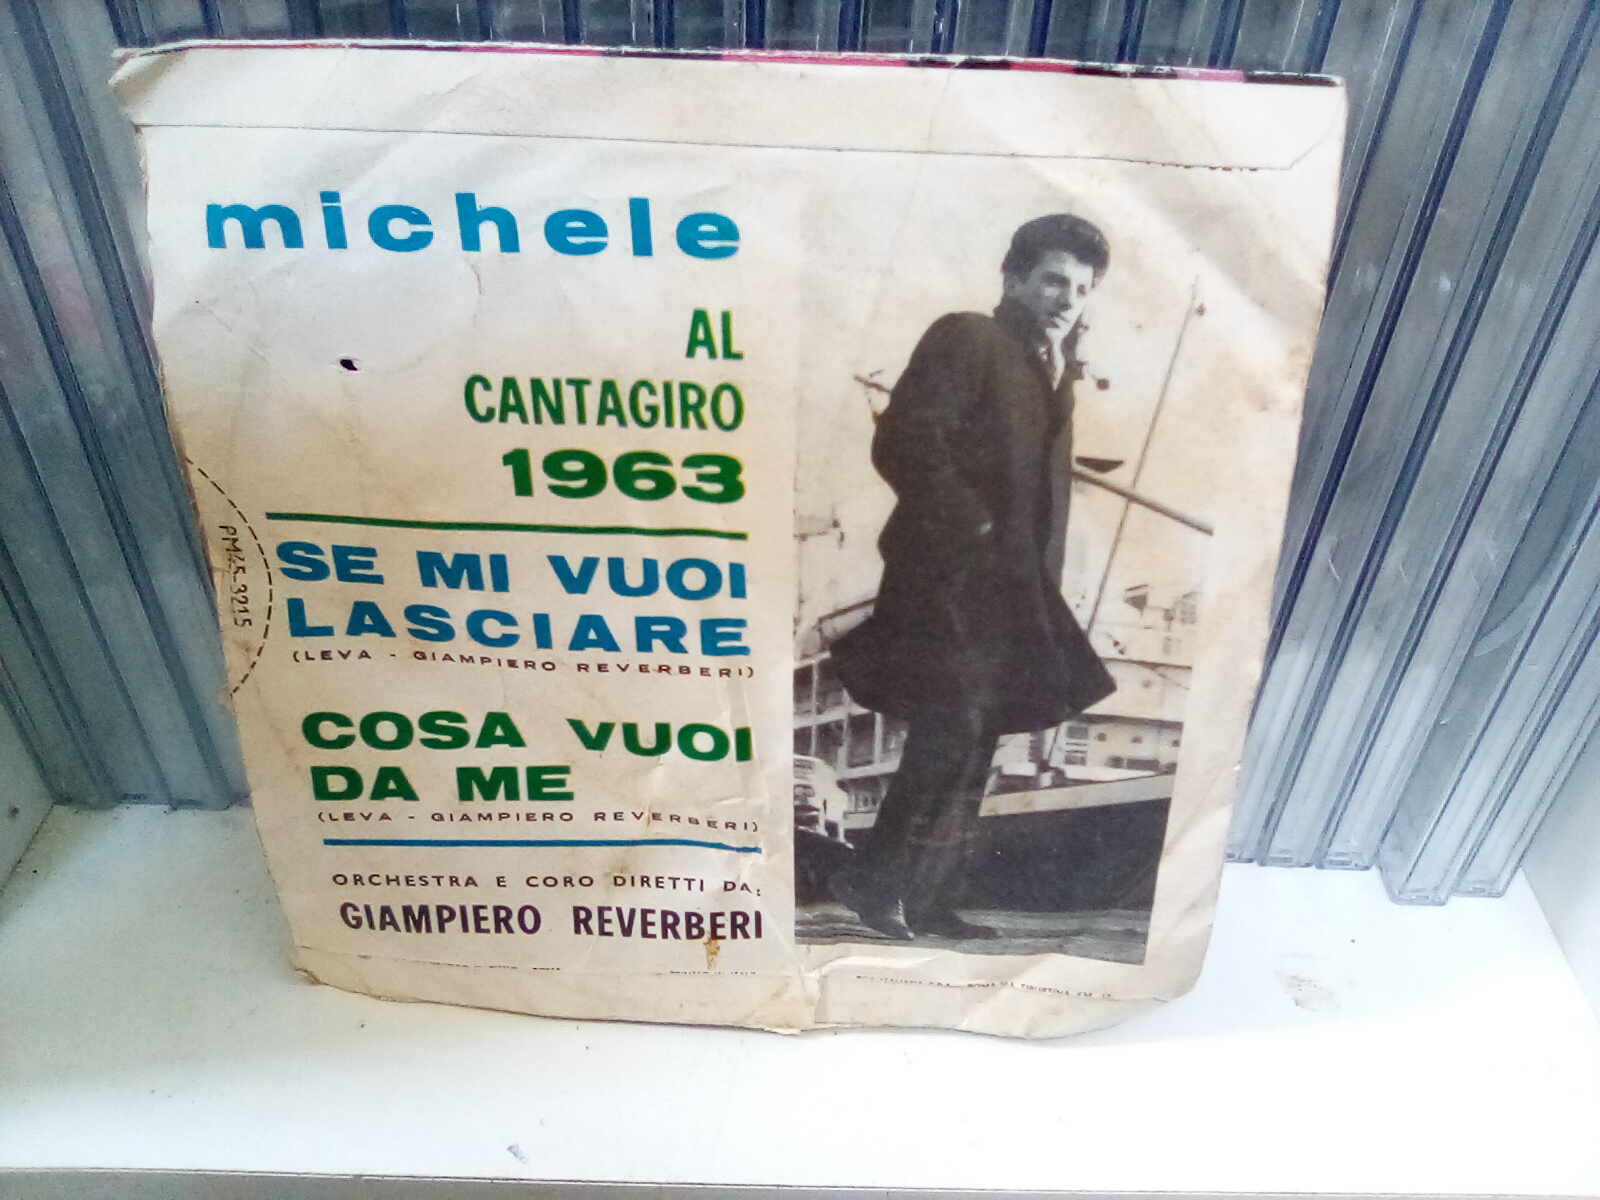 michele
AL
CANTAGIRO
1963
PM45-3215
SE MI VUOI
LASCIARE
(LEVA - GIAMPIERO REVERBERI)
COSA VUOI
DA ME
(LEVA - GIAMPIERO REVERBERI)
ORCHESTRA E CORO DIRETTI DA:
GIAMPIERO REVERBERI